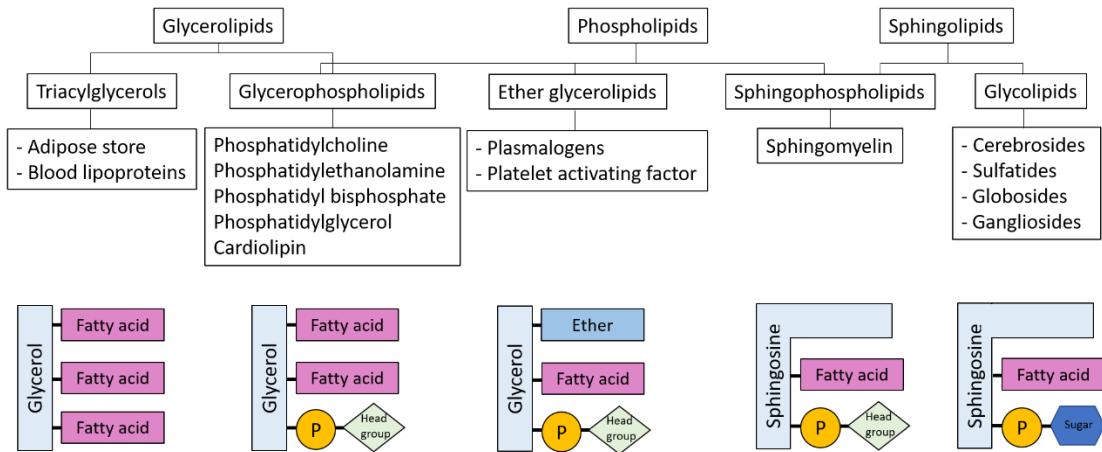 Glycerolipids
Phospholipids
Sphingolipids
Triacylglycerols
Glycerophospholipids
Ether glycerolipids
Sphingophospholipids
Glycolipids
- Adipose store
- Blood lipoproteins
Phosphatidylcholine
Phosphatidylethanolamine
Phosphatidyl bisphosphate
Phosphatidylglycerol
Cardiolipin
- Plasmalogens
- Platelet activating factor
Sphingomyelin
- Cerebrosides
- Sulfatides
- Globosides
- Gangliosides
Glycerol
Fatty acid
Fatty acid
Fatty acid
Glycerol
Fatty acid
Fatty acid
P
Head
group
Glycerol
Ether
Fatty acid
P
Head
group
Sphingosine
Fatty acid
P
Head
group
Sphingosine
Fatty acid
P
Sugar